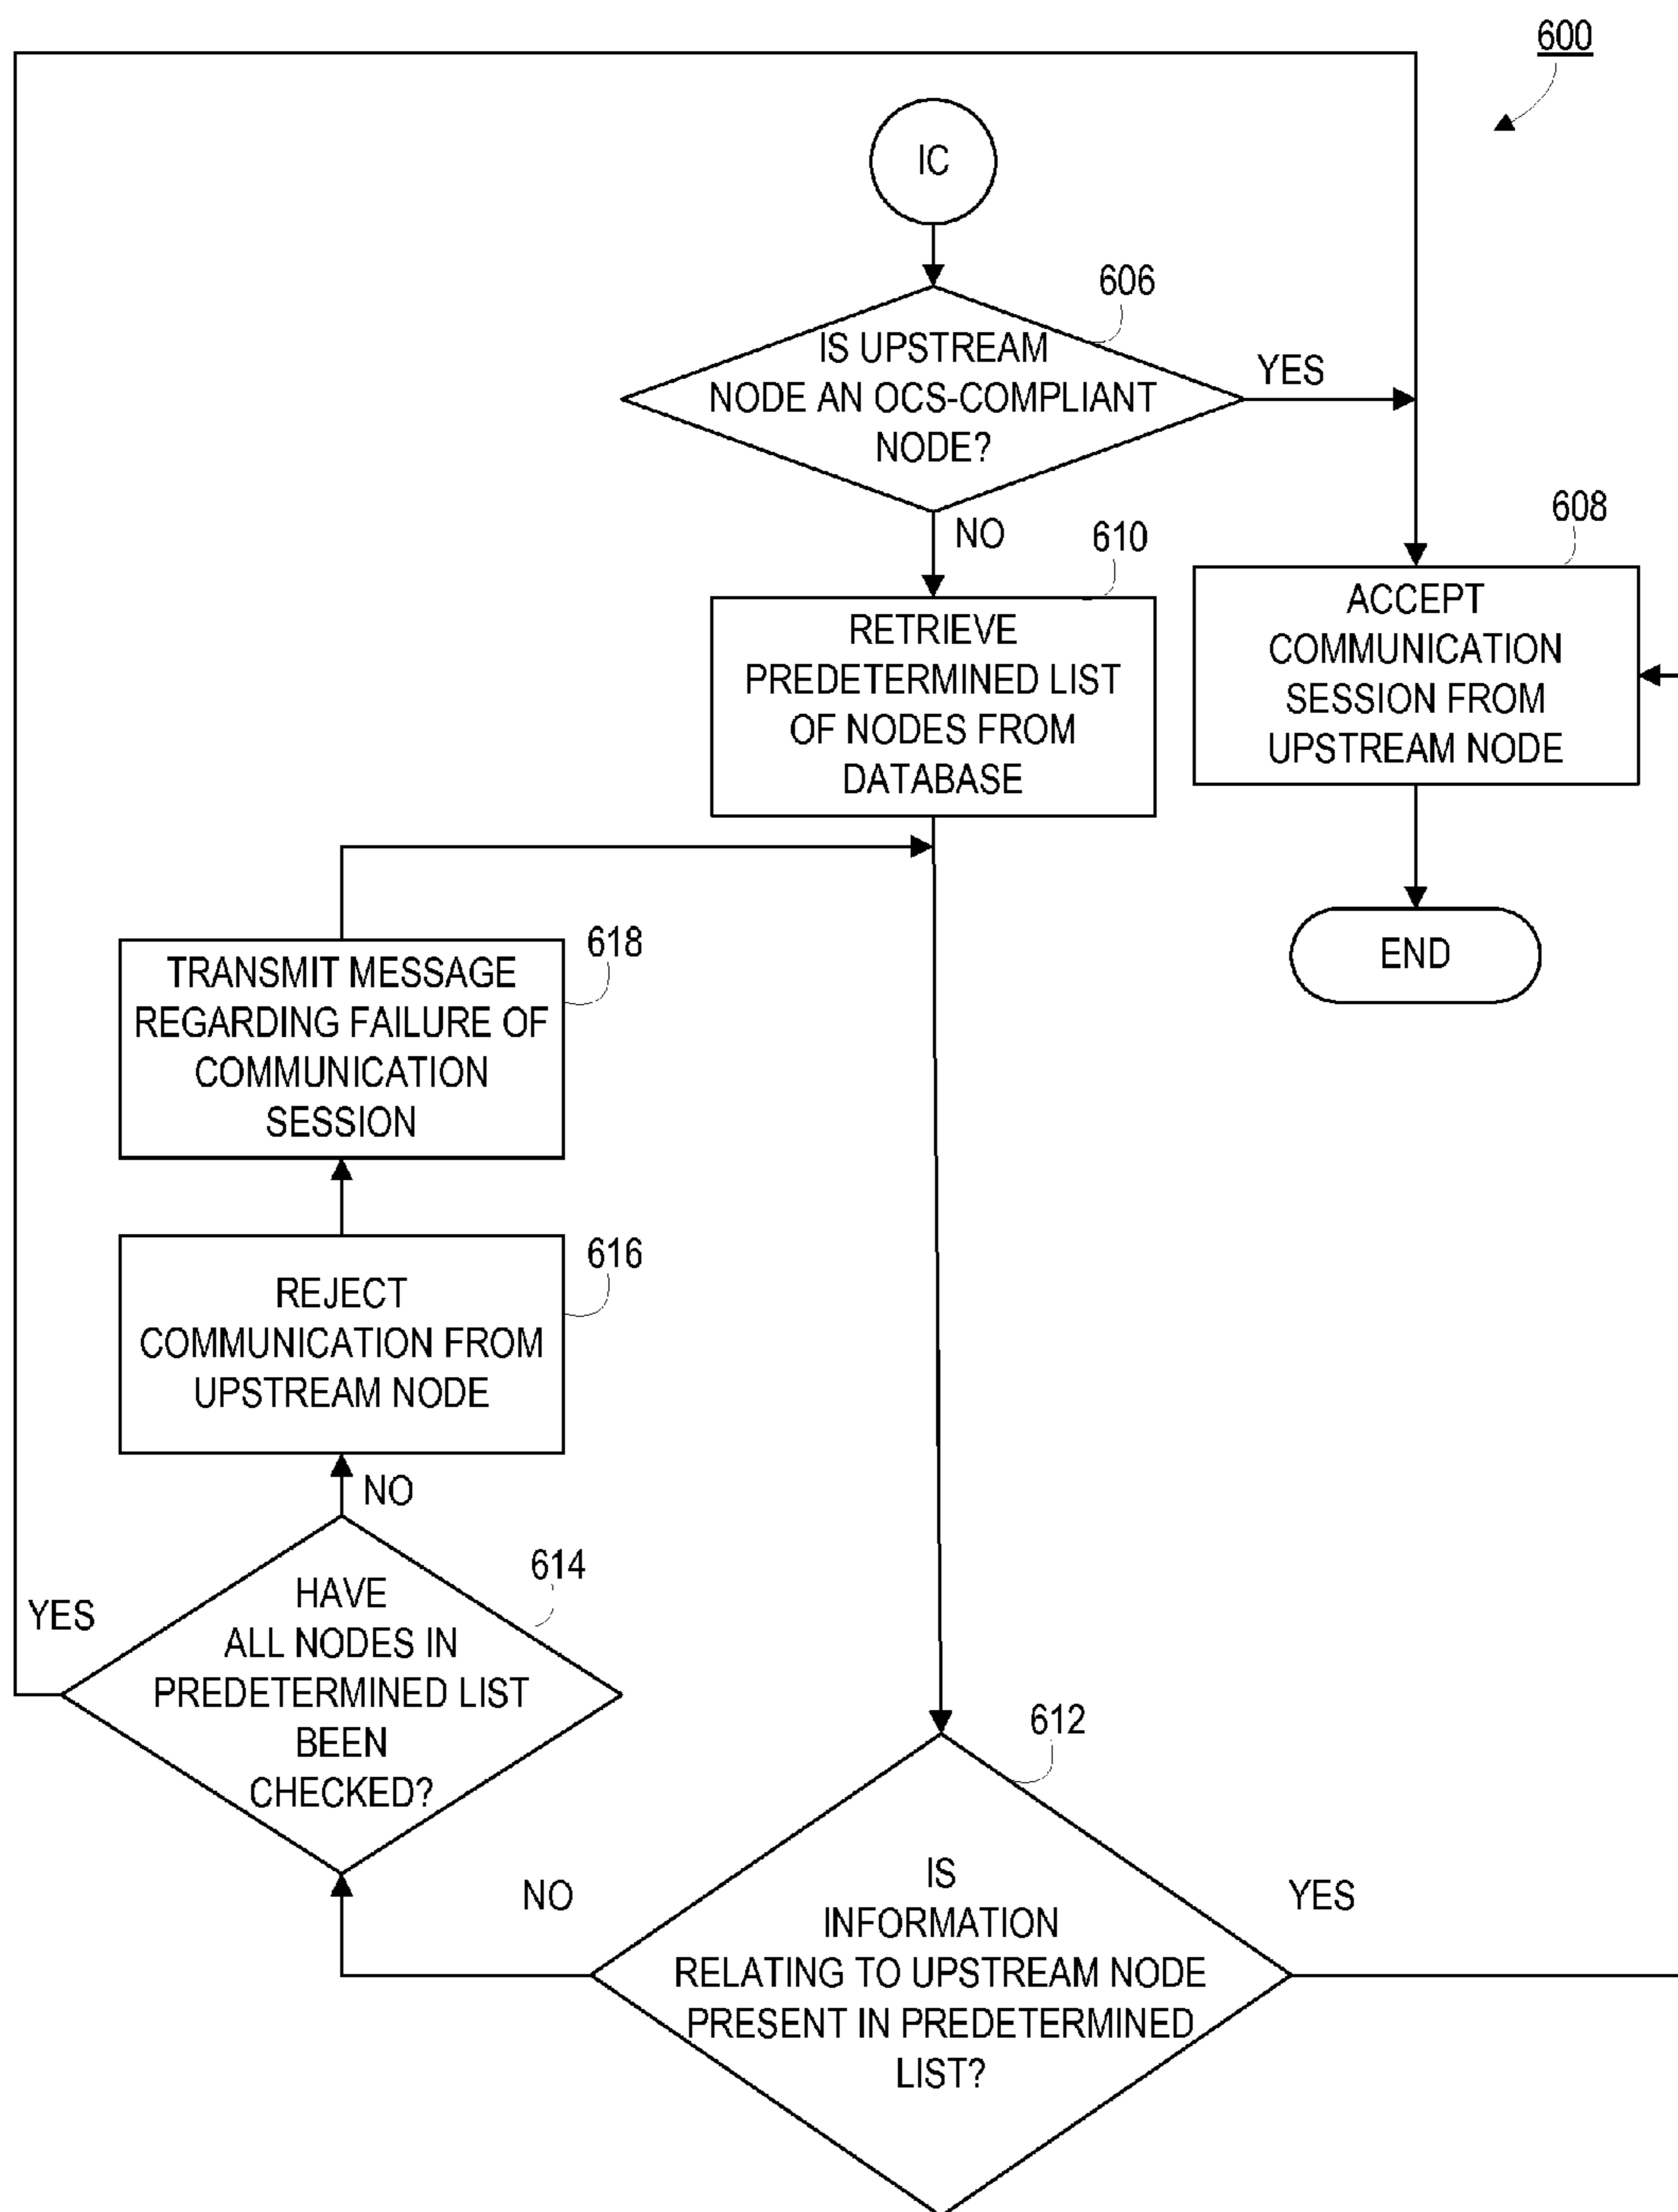 600
IC
606
IS UPSTREAM
NODE AN OCS-COMPLIANT
NODE?
YES
NO
608
ACCEPT
COMMUNICATION
SESSION FROM
UPSTREAM NODE
610
RETRIEVE
PREDETERMINED LIST
OF NODES FROM
DATABASE
END
618
TRANSMIT MESSAGE
REGARDING FAILURE OF
COMMUNICATION
SESSION
616
REJECT
COMMUNICATION FROM
UPSTREAM NODE
NO
614
HAVE
ALL NODES IN
PREDETERMINED LIST
BEEN
CHECKED?
YES
612
IS
INFORMATION
RELATING TO UPSTREAM NODE
PRESENT IN PREDETERMINED
LIST?
NO
YES